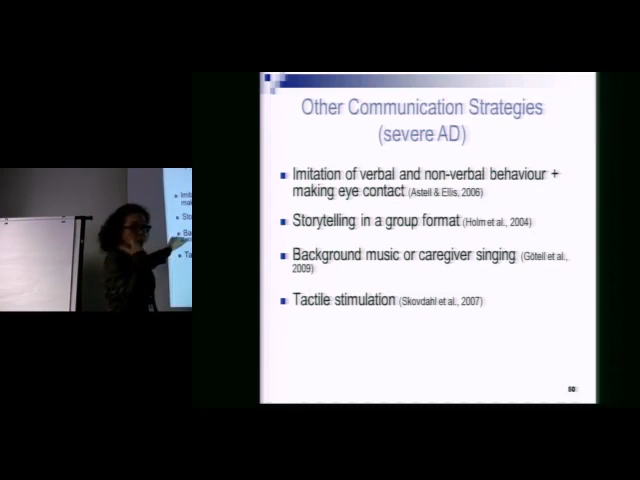 Other Communication Strategies
(severe AD)
Imitation of verbal and non-verbal behaviour +
making eye contact (Astell & Ellis, 2006)
Storytelling in a group format (Holm et al., 2004)
Background music or caregiver singing (Götell et al.,
2009)
Tactile stimulation (Skovdahl et al., 2007)
50